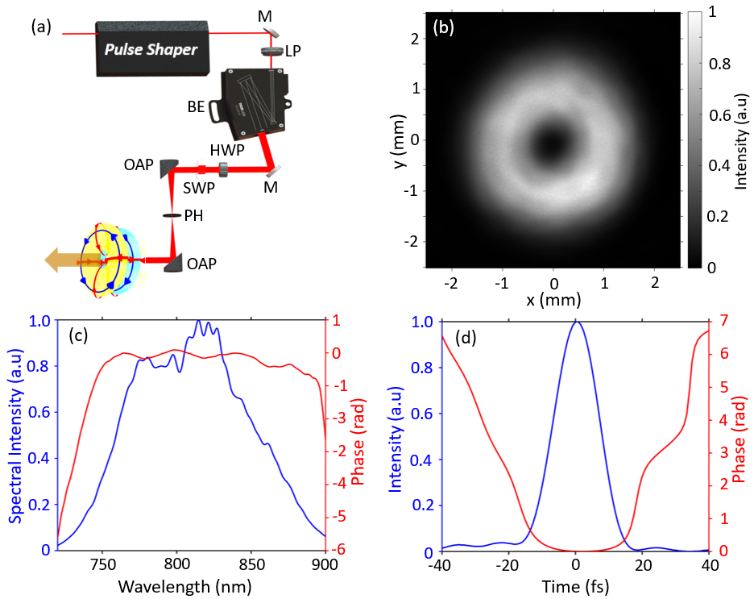 (a)
M
Pulse Shaper
LP
BE
HWP
OAP
SWP
M
PH
OAP
(b)
y (mm)
2
1
0
-1
-2
-2
-1
0
1
2
x (mm)
1
0.8
0.6
0.4
0.2
0
Intensity (a.u)
(c)
Spectral Intensity (a.u)
1.0
0.8
0.6
0.4
0.2
0
750
800
850
900
Wavelength (nm)
1
0
-1
-2
-3
-4
-5
-6
Phase (rad)
(d)
Intensity (a.u)
1.0
0.8
0.6
0.4
0.2
0
-40
-20
0
20
40
Time (fs)
7
6
5
4
3
2
1
0
Phase (rad)